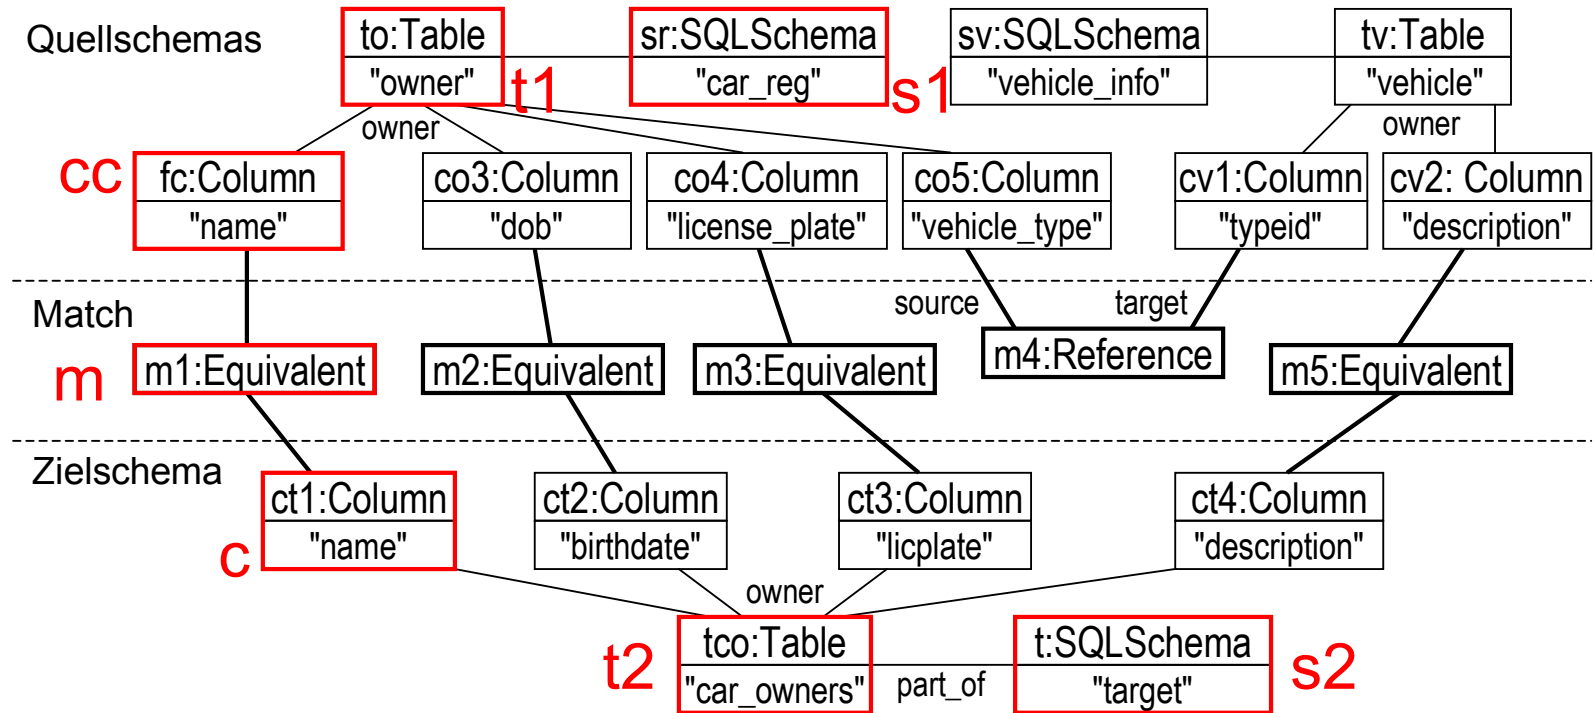 Quellschemas
to:Table
"owner"
t1
sr:SQLSchema
"car_reg"
s1
sv:SQLSchema
"vehicle_info"
tv:Table
"vehicle"
owner
owner
cc
fc:Column
"name"
co3:Column
"dob"
co4:Column
"license_plate"
co5:Column
"vehicle_type"
cv1:Column
"typeid"
cv2: Column
"description"
Match
source
target
m
m1:Equivalent
m2:Equivalent
m3:Equivalent
m4:Reference
m5:Equivalent
Zielschema
c
ct1:Column
"name"
ct2:Column
"birthdate"
ct3:Column
"licplate"
ct4:Column
"description"
owner
t2
tco:Table
"car_owners"
part_of
t:SQLSchema
"target"
s2